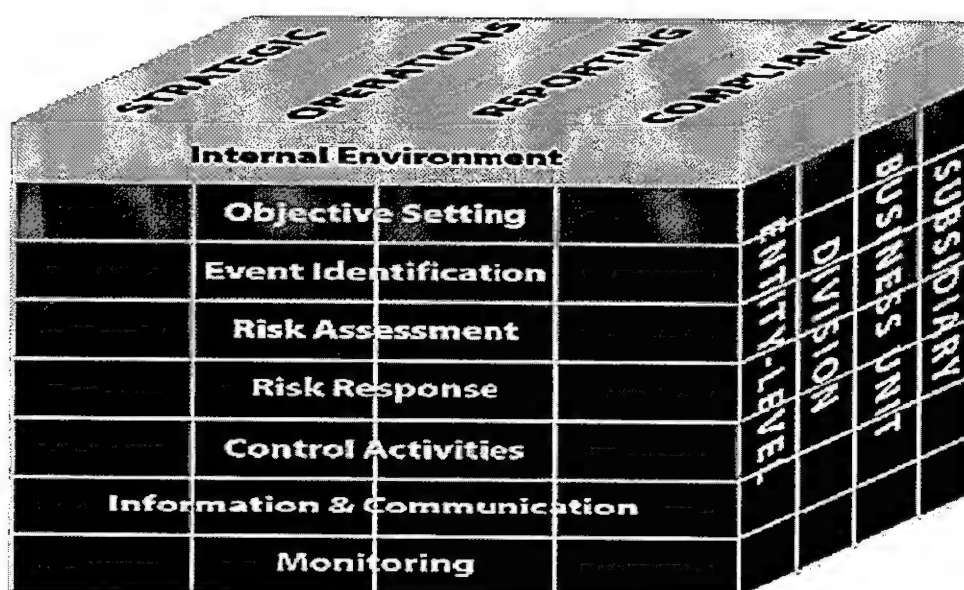 STRATEGIC
OPERATIONS
REPORTING
COMPLIANCE
Internal Environment
Objective Setting
Event Identification
Risk Assessment
Risk Response
Control Activities
Information & Communication
Monitoring
ENTITY-LEVEL
DIVISION
BUSINESS UNIT
SUBSIDIARY